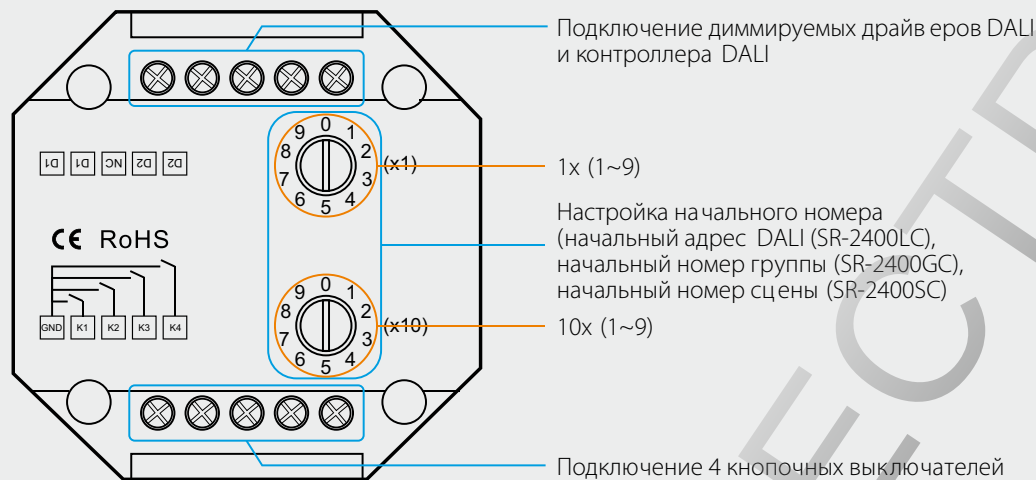 Подключение диммируемых драйв еров DALI
и контроллера DALI
9 0 1
8 2
7 3
6 5 4
(x1)
1x (1~9)
D1 D1 NC D2 D2
Настройка начального номера
(начальный адрес DALI (SR-2400LC),
начальный номер группы (SR-2400GC),
начальный номер сцены (SR-2400SC)
CE RoHS
GND K1 K2 K3 K4
9 0 1
8 2
7 3
6 5 4
(x10)
10x (1~9)
Подключение 4 кнопочных выключателей
ECTR